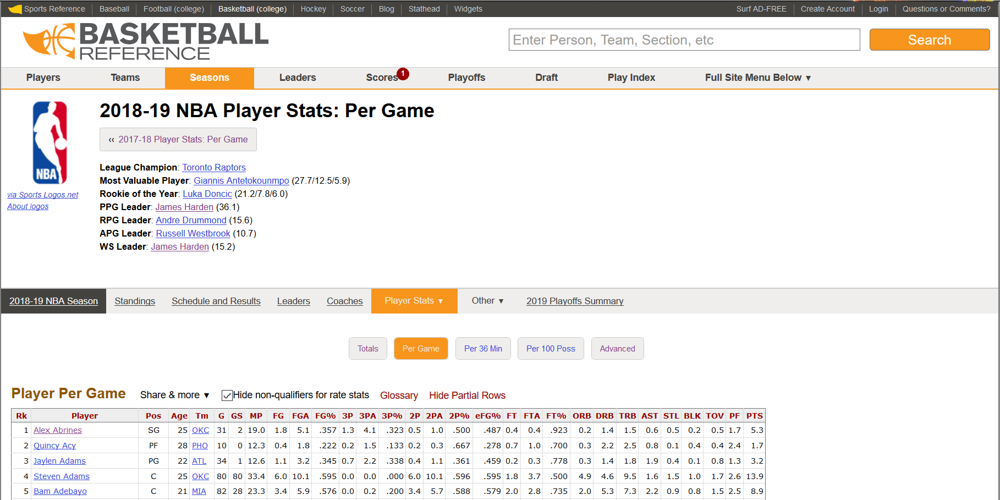 Sports Reference Baseball Football (college) Basketball (college) Hockey Soccer Blog Stathead Widgets Surf AD-FREE Create Account Login Questions or Comments?
BASKETBALL
REFERENCE
Enter Person, Team, Section, etc Search
Players Teams Seasons Leaders Scores 1 Playoffs Draft Play Index Full Site Menu Below ▼
NBA
via Sports Logos.net
About logos
2018-19 NBA Player Stats: Per Game
‹‹ 2017-18 Player Stats: Per Game
League Champion: Toronto Raptors
Most Valuable Player: Giannis Antetokounmpo (27.7/12.5/5.9)
Rookie of the Year: Luka Doncic (21.2/7.8/6.0)
PPG Leader: James Harden (36.1)
RPG Leader: Andre Drummond (15.6)
APG Leader: Russell Westbrook (10.7)
WS Leader: James Harden (15.2)
2018-19 NBA Season Standings Schedule and Results Leaders Coaches Player Stats ▼ Other ▼ 2019 Playoffs Summary
Totals Per Game Per 36 Min Per 100 Poss Advanced
Player Per Game Share & more ▼ Hide non-qualifiers for rate stats Glossary Hide Partial Rows
Rk Player Pos Age Tm G GS MP FG FGA FG% 3P 3PA 3P% 2P 2PA 2P% eFG% FT FTA FT% ORB DRB TRB AST STL BLK TOV PF PTS
1 Alex Abrines SG 25 OKC 31 2 19.0 1.8 5.1 .357 1.3 4.1 .323 0.5 1.0 .500 .487 0.4 0.4 .923 0.2 1.4 1.5 0.6 0.5 0.2 0.5 1.7 5.3
2 Quincy Acy PF 28 PHO 10 0 12.3 0.4 1.8 .222 0.2 1.5 .133 0.2 0.3 .667 .278 0.7 1.0 .700 0.3 2.2 2.5 0.8 0.1 0.4 0.4 2.4 1.7
3 Jaylen Adams PG 22 ATL 34 1 12.6 1.1 3.2 .345 0.7 2.2 .338 0.4 1.1 .361 .459 0.2 0.3 .778 0.3 1.4 1.8 1.9 0.4 0.1 0.8 1.3 3.2
4 Steven Adams C 25 OKC 80 80 33.4 6.0 10.1 .595 0.0 0.0 .000 6.0 10.1 .596 .595 1.8 3.7 .500 4.9 4.6 9.5 1.6 1.5 1.0 1.7 2.6 13.9
5 Bam Adebayo C 21 MIA 82 28 23.3 3.4 5.9 .576 0.0 0.2 .200 3.4 5.7 .588 .579 2.0 2.8 .735 2.0 5.3 7.3 2.2 0.9 0.8 1.5 2.5 8.9